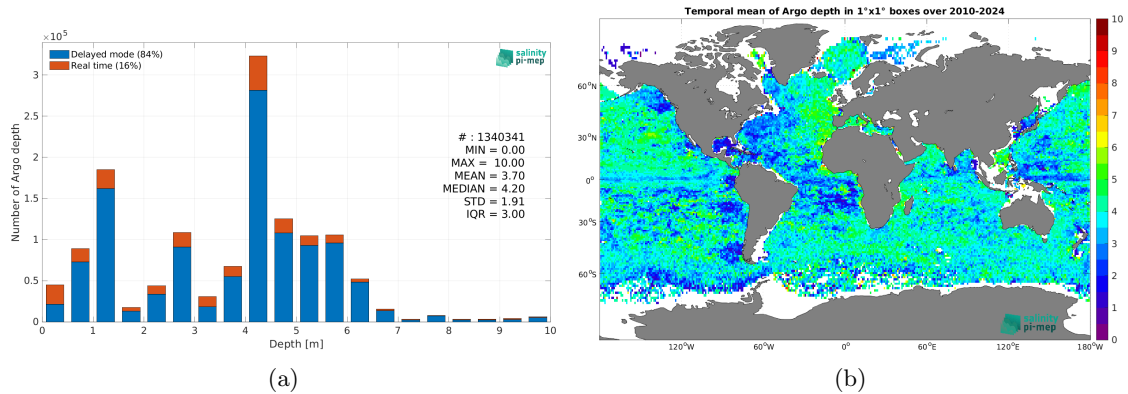 ×10⁵
Delayed mode (84%)
Real time (16%)
salinity
pi-mep
3.5
3
2.5
2
1.5
1
0.5
0
Number of Argo depth
# : 1340341
MIN = 0.00
MAX = 10.00
MEAN = 3.70
MEDIAN = 4.20
STD = 1.91
IQR = 3.00
0 1 2 3 4 5 6 7 8 9 10
Depth [m]
(a)
Temporal mean of Argo depth in 1°x1° boxes over 2010-2024
60°N
30°N
0°
30°S
60°S
120°W 60°W 0° 60°W 120°W 180°W
salinity
pi-mep
10
9
8
7
6
5
4
3
2
1
0
(b)